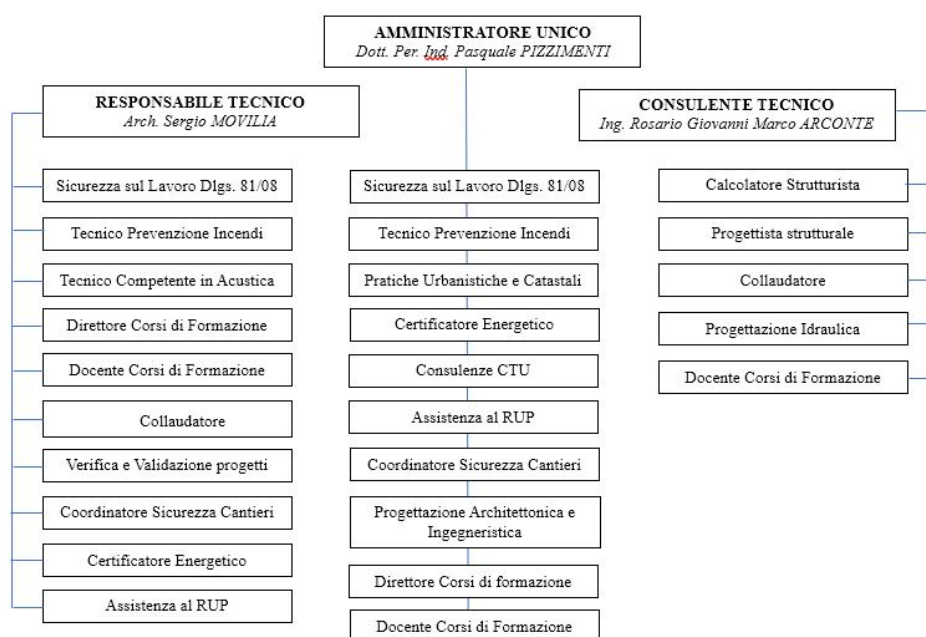 AMMINISTRATORE UNICO
Dott. Per. Ind. Pasquale PIZZIMENTI
RESPONSABILE TECNICO
Arch. Sergio MOVILIA
Sicurezza sul Lavoro Dlgs. 81/08
Tecnico Prevenzione Incendi
Tecnico Competente in Acustica
Direttore Corsi di Formazione
Docente Corsi di Formazione
Collaudatore
Verifica e Validazione progetti
Coordinatore Sicurezza Cantieri
Certificatore Energetico
Assistenza al RUP
Sicurezza sul Lavoro Dlgs. 81/08
Tecnico Prevenzione Incendi
Pratiche Urbanistiche e Catastali
Certificatore Energetico
Consulenze CTU
Assistenza al RUP
Coordinatore Sicurezza Cantieri
Progettazione Architettonica e
Ingegneristica
Direttore Corsi di formazione
Docente Corsi di Formazione
CONSULENTE TECNICO
Ing. Rosario Giovanni Marco ARCONTE
Calcolatore Strutturista
Progettista strutturale
Collaudatore
Progettazione Idraulica
Docente Corsi di Formazione